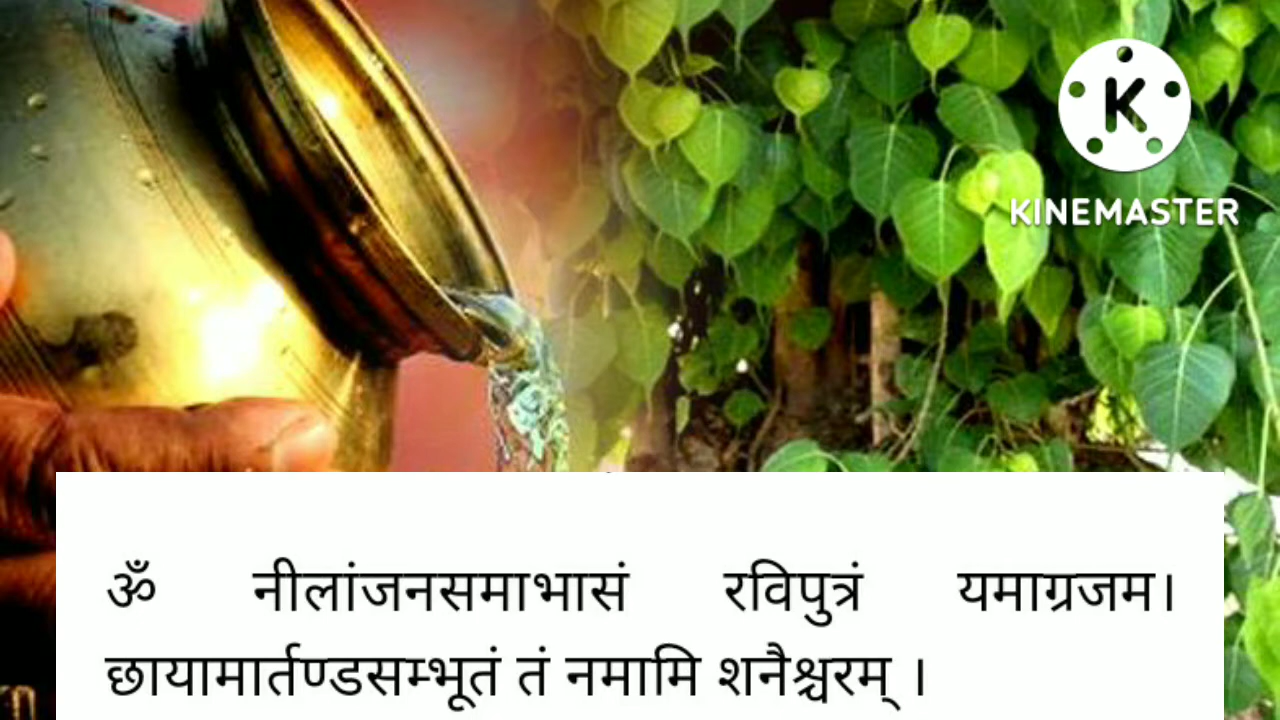 K
KINEMASTER
ॐ नीलांजनसमाभासं रविपुत्रं यमाग्रजम।
छायामार्तण्डसम्भूतं तं नमामि शनैश्चरम् ।